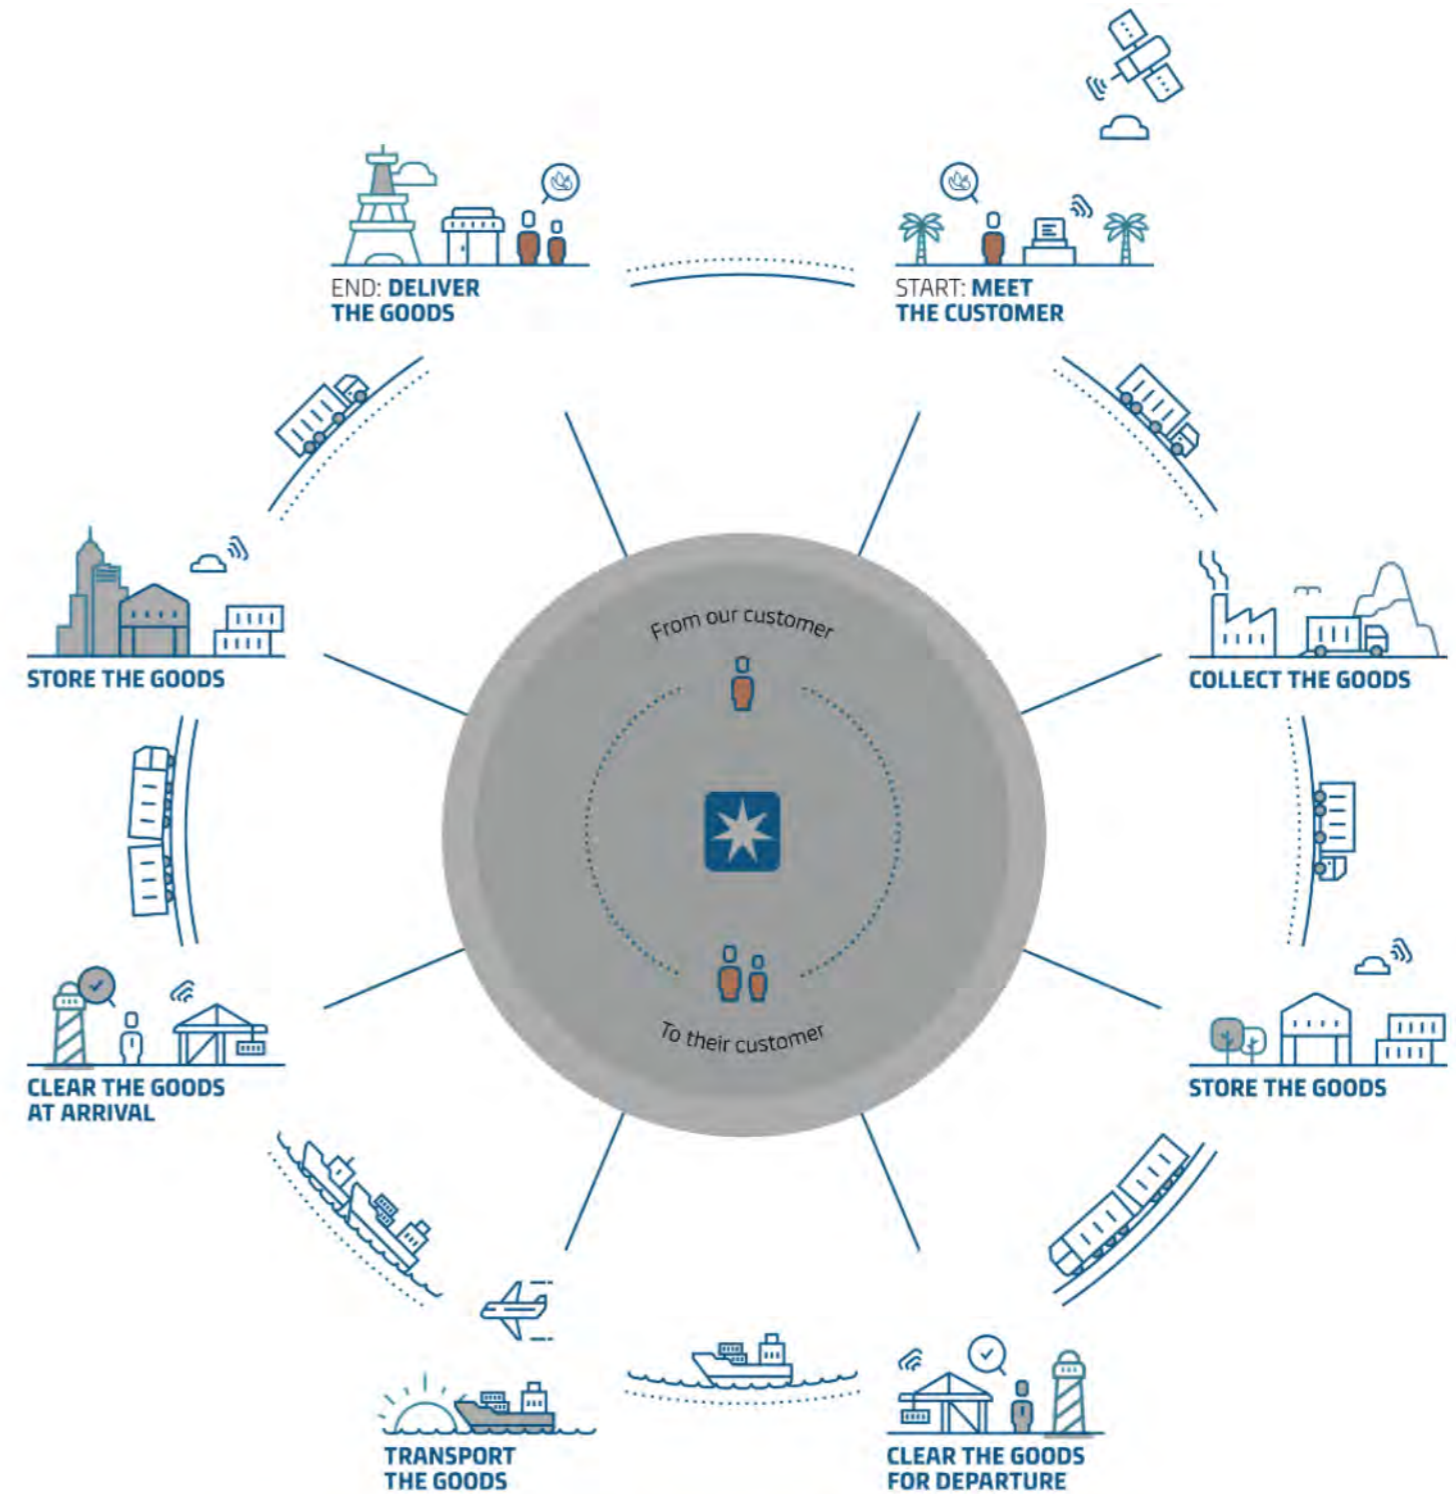 END: DELIVER
THE GOODS
START: MEET
THE CUSTOMER
STORE THE GOODS
COLLECT THE GOODS
From our customer
To their customer
CLEAR THE GOODS
AT ARRIVAL
STORE THE GOODS
TRANSPORT
THE GOODS
CLEAR THE GOODS
FOR DEPARTURE